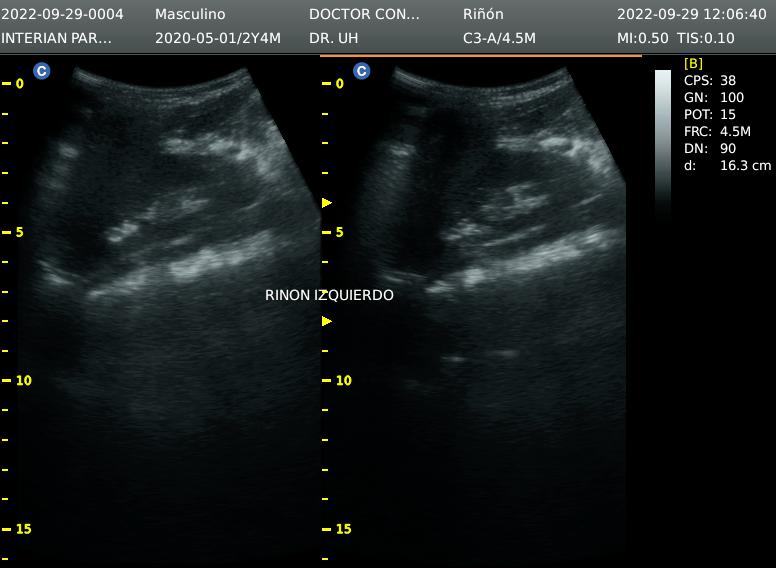 2022-09-29-0004 Masculino DOCTOR CON... Riñón 2022-09-29 12:06:40
INTERIAN PAR... 2020-05-01/2Y4M DR. UH C3-A/4.5M MI:0.50 TIS:0.10
C C
[B]
CPS: 38
GN: 100
POT: 15
FRC: 4.5M
DN: 90
d: 16.3 cm
0 0
5 5
RINON IZQUIERDO
10 10
15 15